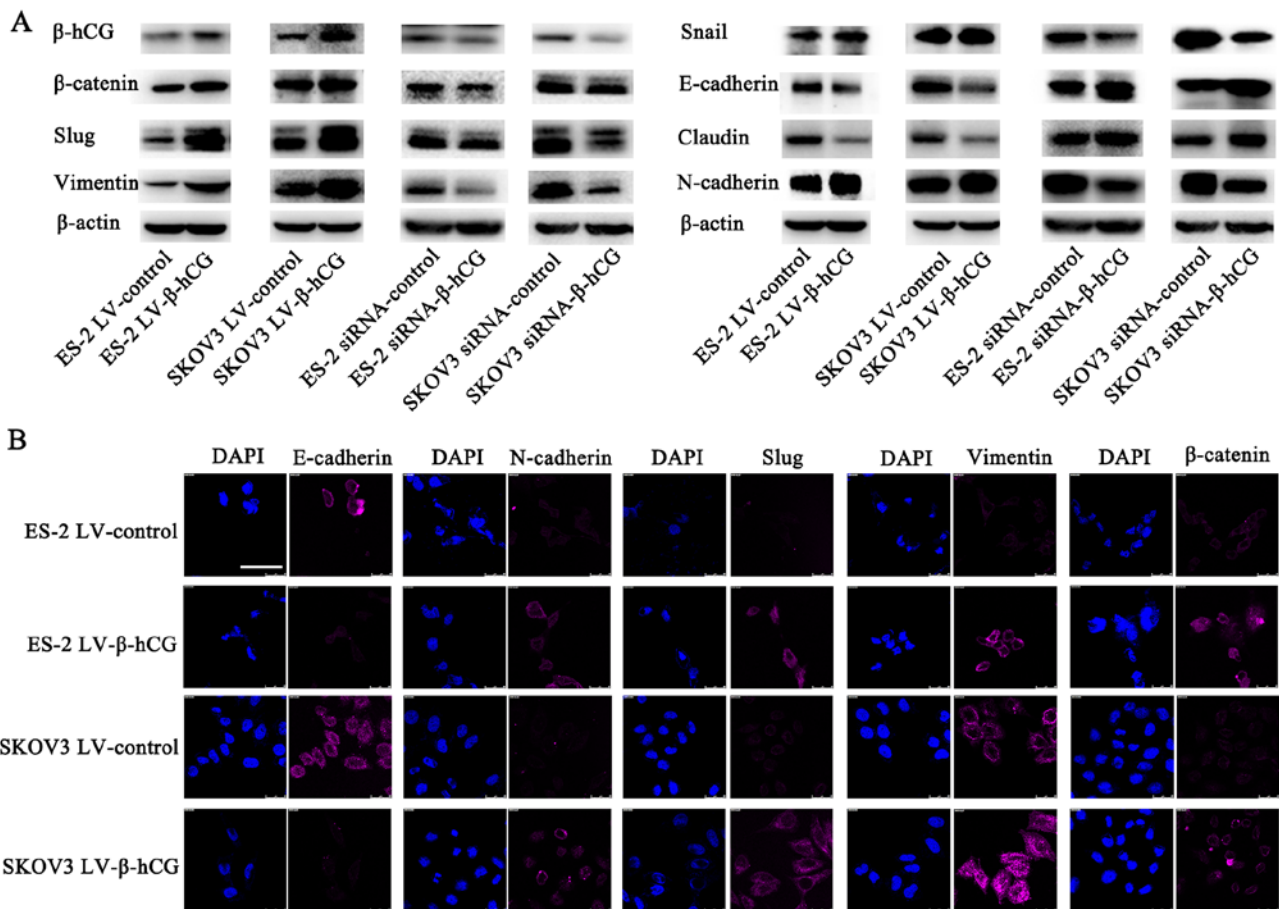 A
β-hCG
β-catenin
Slug
Vimentin
β-actin
ES-2 LV-control
ES-2 LV-β-hCG
SKOV3 LV-control
SKOV3 LV-β-hCG
ES-2 siRNA-control
ES-2 siRNA-β-hCG
SKOV3 siRNA-control
SKOV3 siRNA-β-hCG
Snail
E-cadherin
Claudin
N-cadherin
β-actin
ES-2 LV-control
ES-2 LV-β-hCG
SKOV3 LV-control
SKOV3 LV-β-hCG
ES-2 siRNA-control
ES-2 siRNA-β-hCG
SKOV3 siRNA-control
SKOV3 siRNA-β-hCG
B
DAPI E-cadherin DAPI N-cadherin DAPI Slug DAPI Vimentin DAPI β-catenin
ES-2 LV-control
ES-2 LV-β-hCG
SKOV3 LV-control
SKOV3 LV-β-hCG